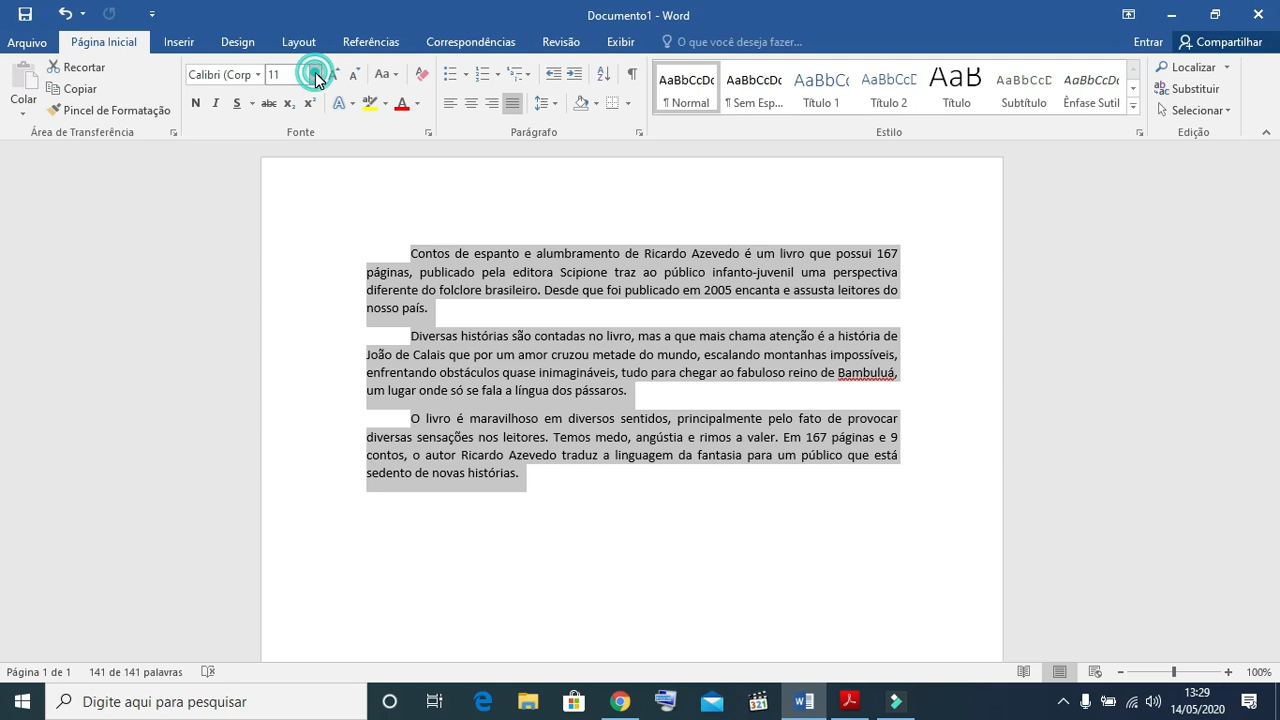 Documento1 - Word
Arquivo Página Inicial Inserir Design Layout Referências Correspondências Revisão Exibir O que você deseja fazer... Entrar Compartilhar
Colar
Recortar
Copiar
Pincel de Formatação
Área de Transferência
Calibri (Corp 11 Aa
N I S abc x₂ x² A ab A
Fonte
Parágrafo
AaBbCcDc AaBbCcDc AaBbCc AaBbCcD AaB AaBbCcD AaBbCcDc
¶ Normal ¶ Sem Esp... Título 1 Título 2 Título Subtítulo Ênfase Sutil
Estilo
Localizar
Substituir
Selecionar
Edição
Contos de espanto e alumbramento de Ricardo Azevedo é um livro que possui 167
páginas, publicado pela editora Scipione traz ao público infanto-juvenil uma perspectiva
diferente do folclore brasileiro. Desde que foi publicado em 2005 encanta e assusta leitores do
nosso país.
Diversas histórias são contadas no livro, mas a que mais chama atenção é a história de
João de Calais que por um amor cruzou metade do mundo, escalando montanhas impossíveis,
enfrentando obstáculos quase inimagináveis, tudo para chegar ao fabuloso reino de Bambuluá,
um lugar onde só se fala a língua dos pássaros.
O livro é maravilhoso em diversos sentidos, principalmente pelo fato de provocar
diversas sensações nos leitores. Temos medo, angústia e rimos a valer. Em 167 páginas e 9
contos, o autor Ricardo Azevedo traduz a linguagem da fantasia para um público que está
sedento de novas histórias.
Página 1 de 1 141 de 141 palavras 100%
Digite aqui para pesquisar
321
13:29
14/05/2020